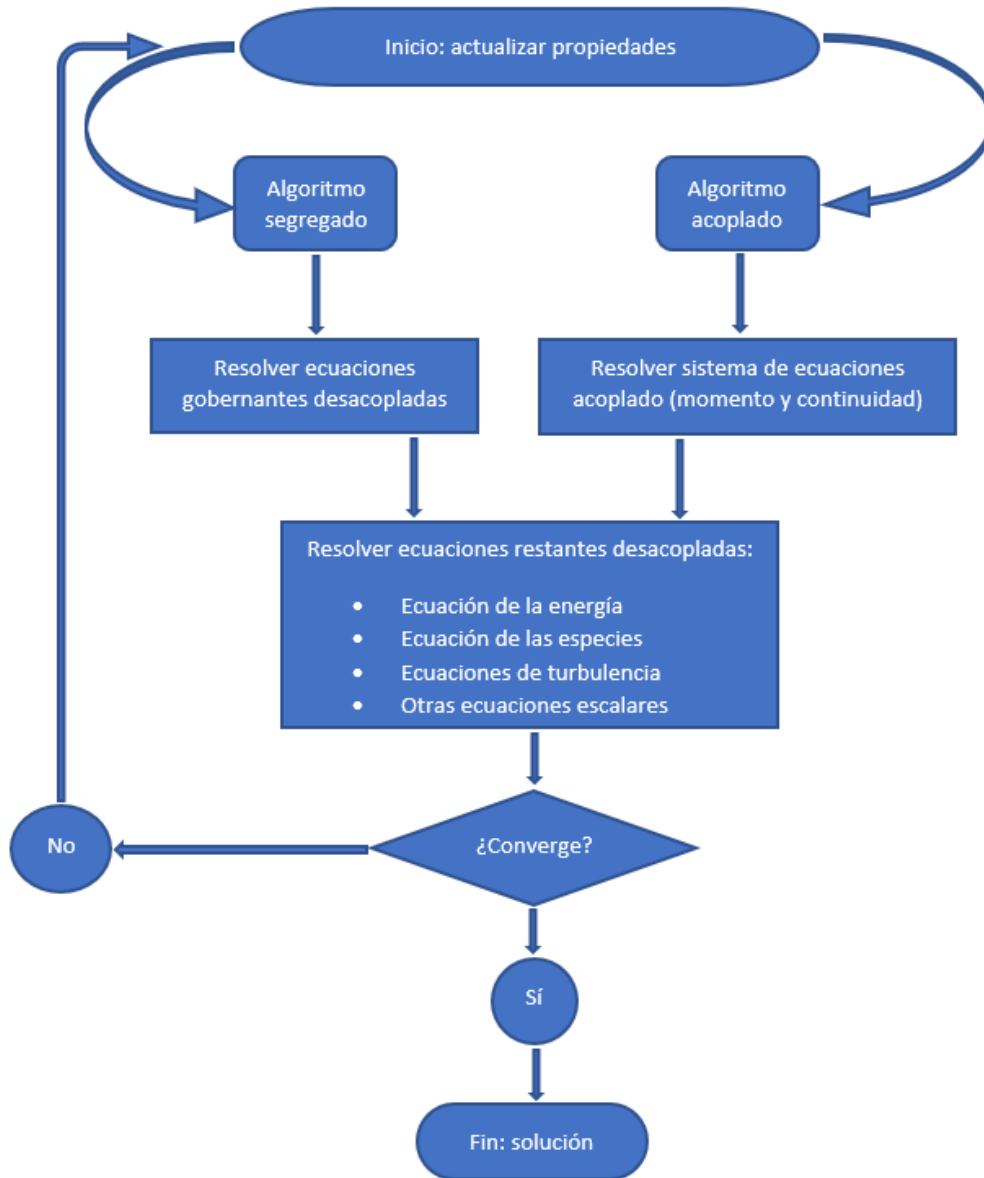 Inicio: actualizar propiedades
Algoritmo
segregado
Algoritmo
acoplado
Resolver ecuaciones
gobernantes desacopladas
Resolver sistema de ecuaciones
acoplado (momento y continuidad)
Resolver ecuaciones restantes desacopladas:
• Ecuación de la energía
• Ecuación de las especies
• Ecuaciones de turbulencia
• Otras ecuaciones escalares
No
¿Converge?
Sí
Fin: solución